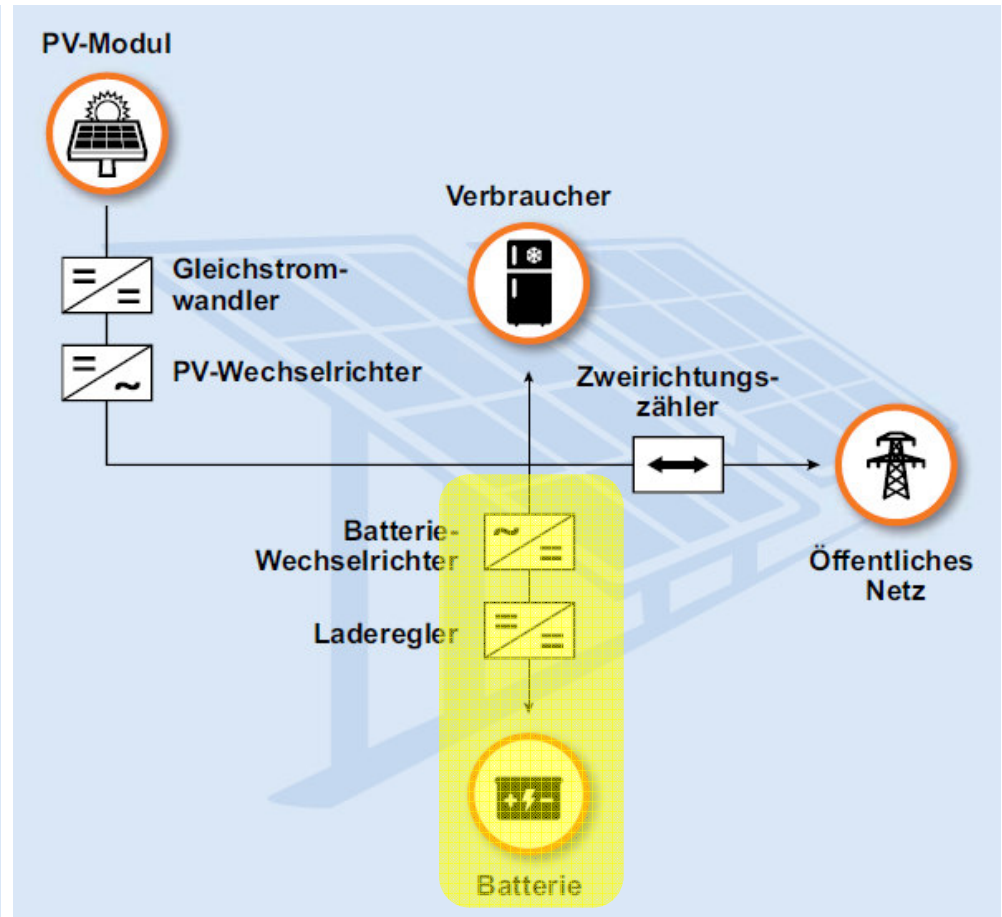 PV-Modul
Verbraucher
Gleichstrom-
wandler
PV-Wechselrichter
Zweirichtungs-
zähler
Batterie-
Wechselrichter
Öffentliches
Netz
Laderegler
Batterie